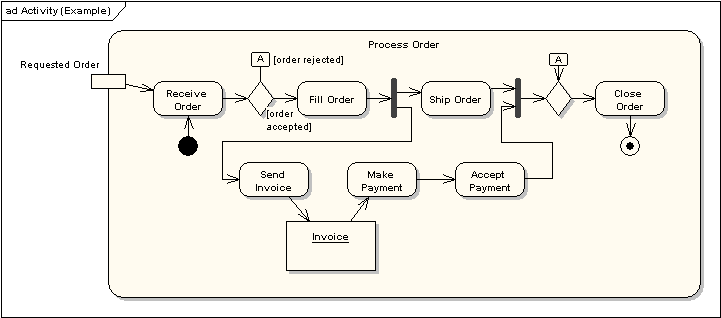 ad Activity (Example)
Process Order
Requested Order
A
[order rejected]
A
Receive
Order
Fill Order
Ship Order
Close
Order
[order
accepted]
Send
Invoice
Make
Payment
Accept
Payment
Invoice